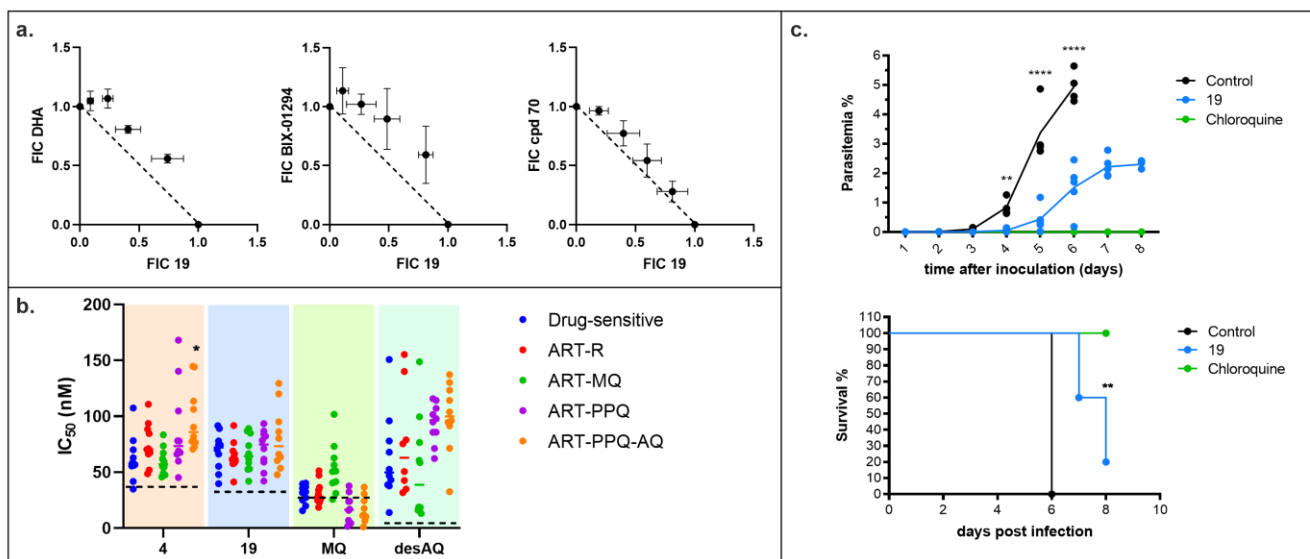 a.
1.5
1.0
0.5
0.0
FIC DHA
0.0 0.5 1.0 1.5
FIC 19
1.5
1.0
0.5
0.0
FIC BIX-01294
0.0 0.5 1.0 1.5
FIC 19
1.5
1.0
0.5
0.0
FIC cpd 70
0.0 0.5 1.0 1.5
FIC 19
b.
200
150
100
50
0
IC50 (nM)
*
4 19 MQ desAQ
Drug-sensitive
ART-R
ART-MQ
ART-PPQ
ART-PPQ-AQ
c.
6
5
4
3
2
1
0
Parasitemia %
**
****
****
1 2 3 4 5 6 7 8
time after inoculation (days)
Control
19
Chloroquine
110
100
90
80
70
60
50
40
30
20
10
0
Survival %
**
0 2 4 6 8 10
days post infection
Control
19
Chloroquine